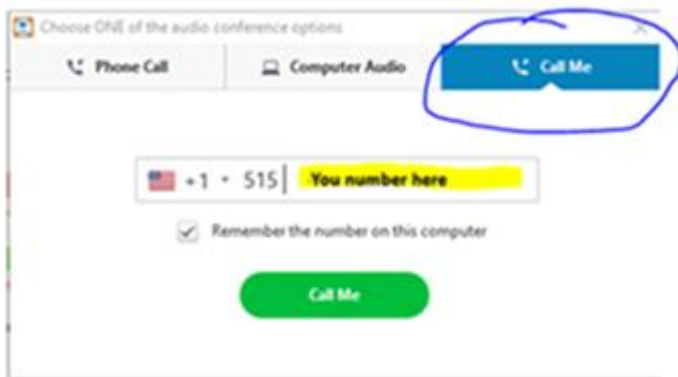 Choose ONE of the audio conference options
Phone Call
Computer Audio
Call Me
+1 515 You number here
Remember the number on this computer
Call Me